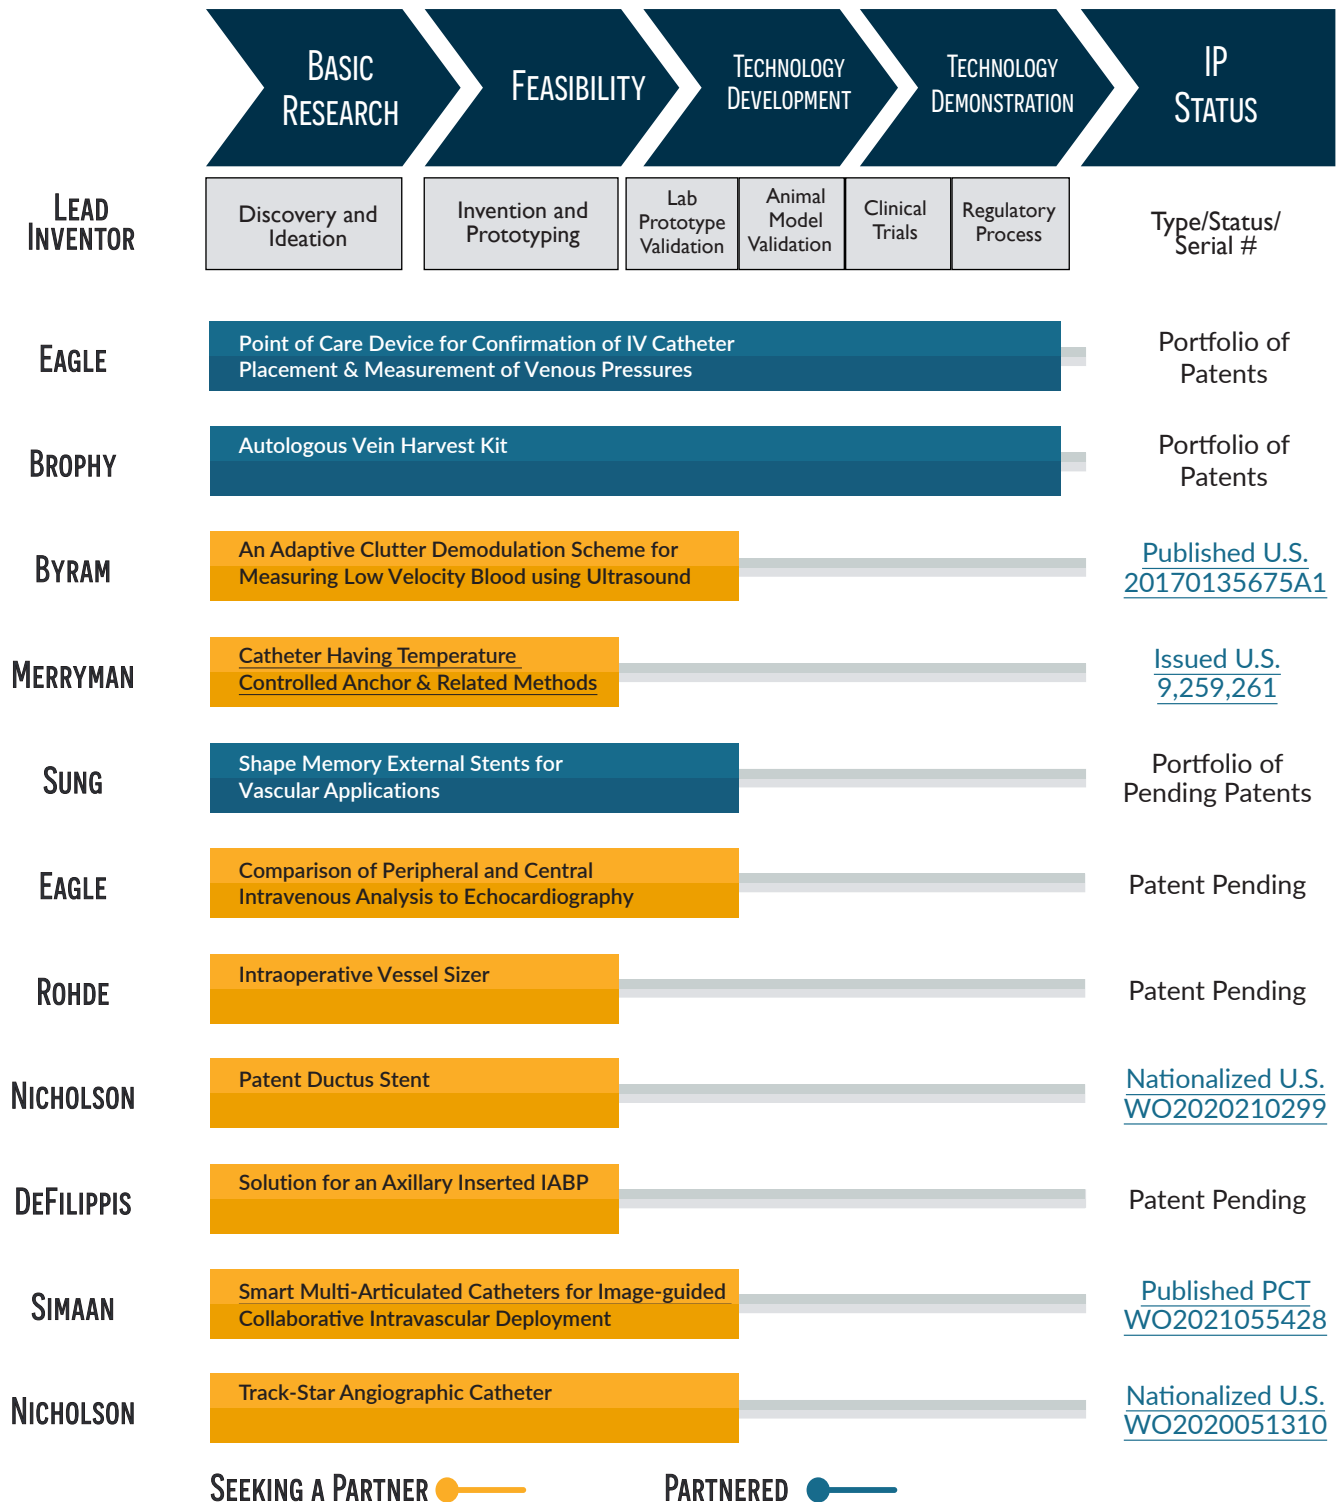 BASIC
RESEARCH
FEASIBILITY
TECHNOLOGY
DEVELOPMENT
TECHNOLOGY
DEMONSTRATION
IP
STATUS
LEAD
INVENTOR
Discovery and
Ideation
Invention and
Prototyping
Lab
Prototype
Validation
Animal
Model
Validation
Clinical
Trials
Regulatory
Process
Type/Status/
Serial #
EAGLE
Point of Care Device for Confirmation of IV Catheter
Placement & Measurement of Venous Pressures
Portfolio of
Patents
BROPHY
Autologous Vein Harvest Kit
Portfolio of
Patents
BYRAM
An Adaptive Clutter Demodulation Scheme for
Measuring Low Velocity Blood using Ultrasound
Published U.S.
20170135675A1
MERRYMAN
Catheter Having Temperature
Controlled Anchor & Related Methods
Issued U.S.
9,259,261
SUNG
Shape Memory External Stents for
Vascular Applications
Portfolio of
Pending Patents
EAGLE
Comparison of Peripheral and Central
Intravenous Analysis to Echocardiography
Patent Pending
ROHDE
Intraoperative Vessel Sizer
Patent Pending
NICHOLSON
Patent Ductus Stent
Nationalized U.S.
WO2020210299
DEFILIPPIS
Solution for an Axillary Inserted IABP
Patent Pending
SIMAAN
Smart Multi-Articulated Catheters for Image-guided
Collaborative Intravascular Deployment
Published PCT
WO2021055428
NICHOLSON
Track-Star Angiographic Catheter
Nationalized U.S.
WO2020051310
SEEKING A PARTNER
PARTNERED